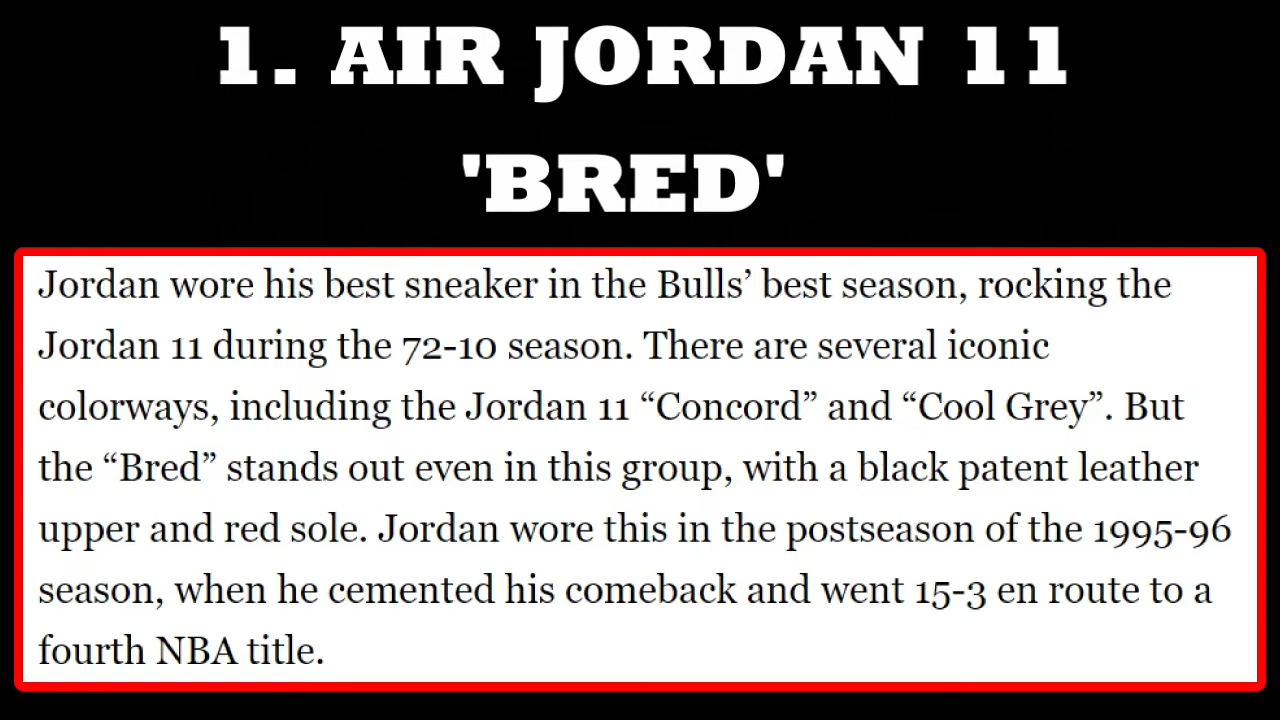 1. AIR JORDAN 11
'BRED'
Jordan wore his best sneaker in the Bulls’ best season, rocking the
Jordan 11 during the 72-10 season. There are several iconic
colorways, including the Jordan 11 “Concord” and “Cool Grey”. But
the “Bred” stands out even in this group, with a black patent leather
upper and red sole. Jordan wore this in the postseason of the 1995-96
season, when he cemented his comeback and went 15-3 en route to a
fourth NBA title.